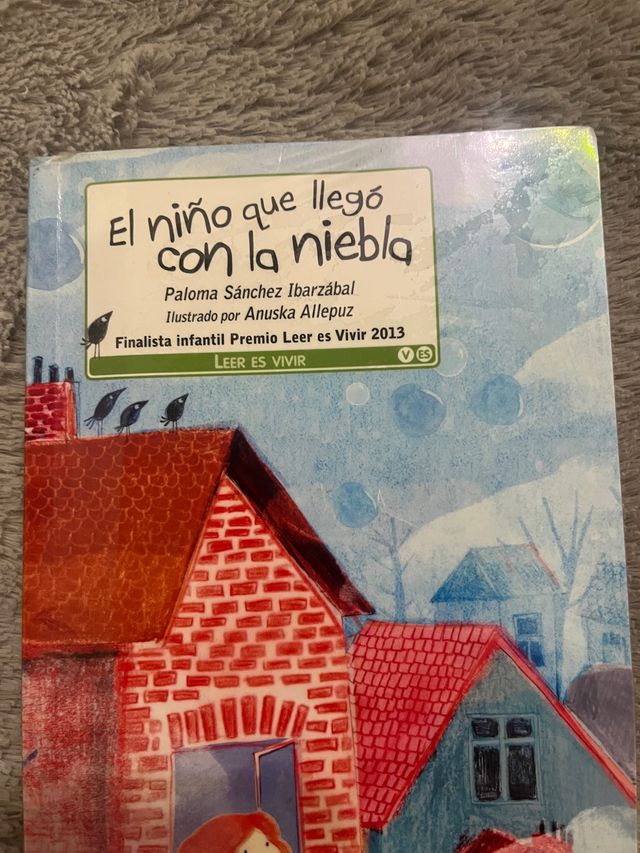 El niño que llegó
con la niebla
Paloma Sánchez Ibarzábal
Ilustrado por Anuska Allepuz
Finalista infantil Premio Leer es Vivir 2013
LEER ES VIVIR
V ES